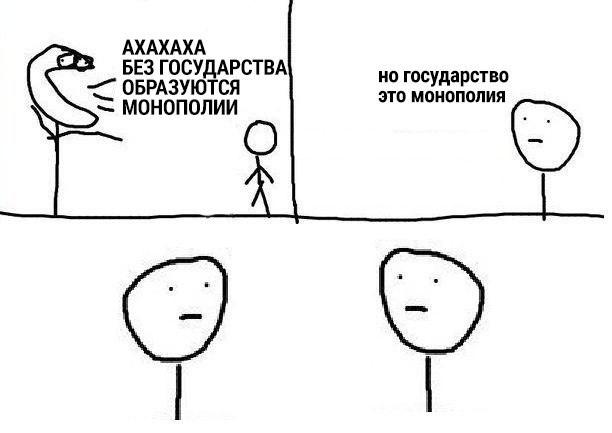 АХАХАХА
БЕЗ ГОСУДАРСТВА
ОБРАЗУЮТСЯ
МОНОПОЛИИ
но государство
это монополия